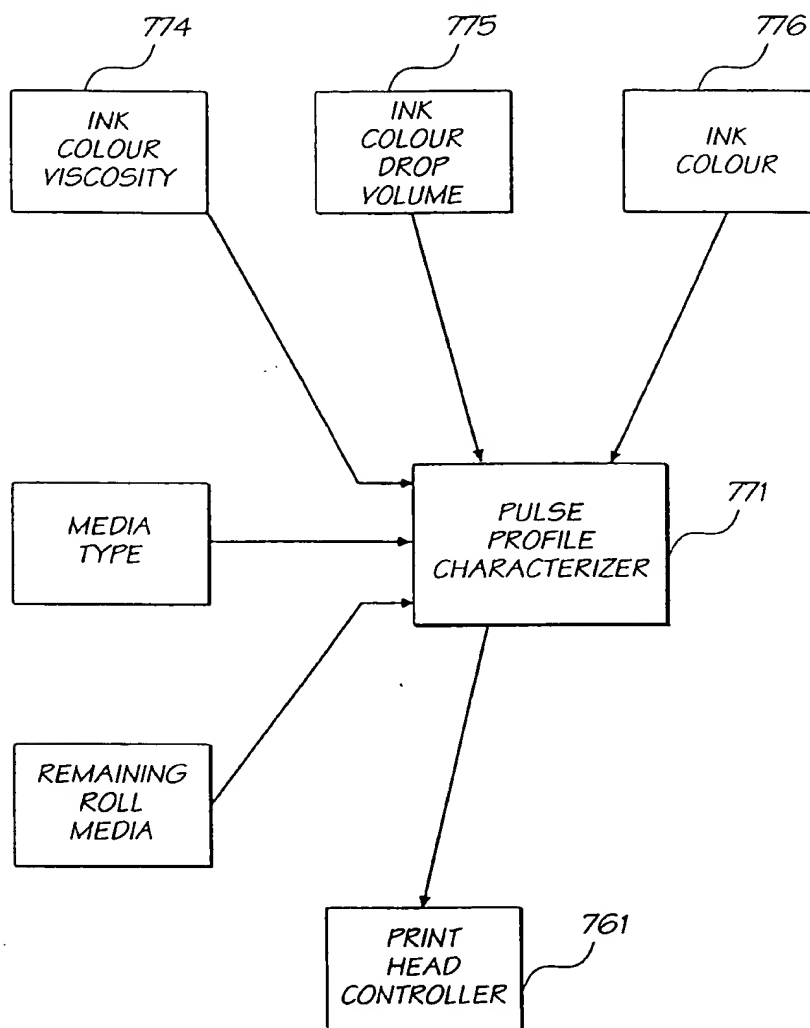 774
775
776
INK
COLOUR
VISCOSITY
INK
COLOUR
DROP
VOLUME
INK
COLOUR
MEDIA
TYPE
PULSE
PROFILE
CHARACTERIZER
771
REMAINING
ROLL
MEDIA
PRINT
HEAD
CONTROLLER
761